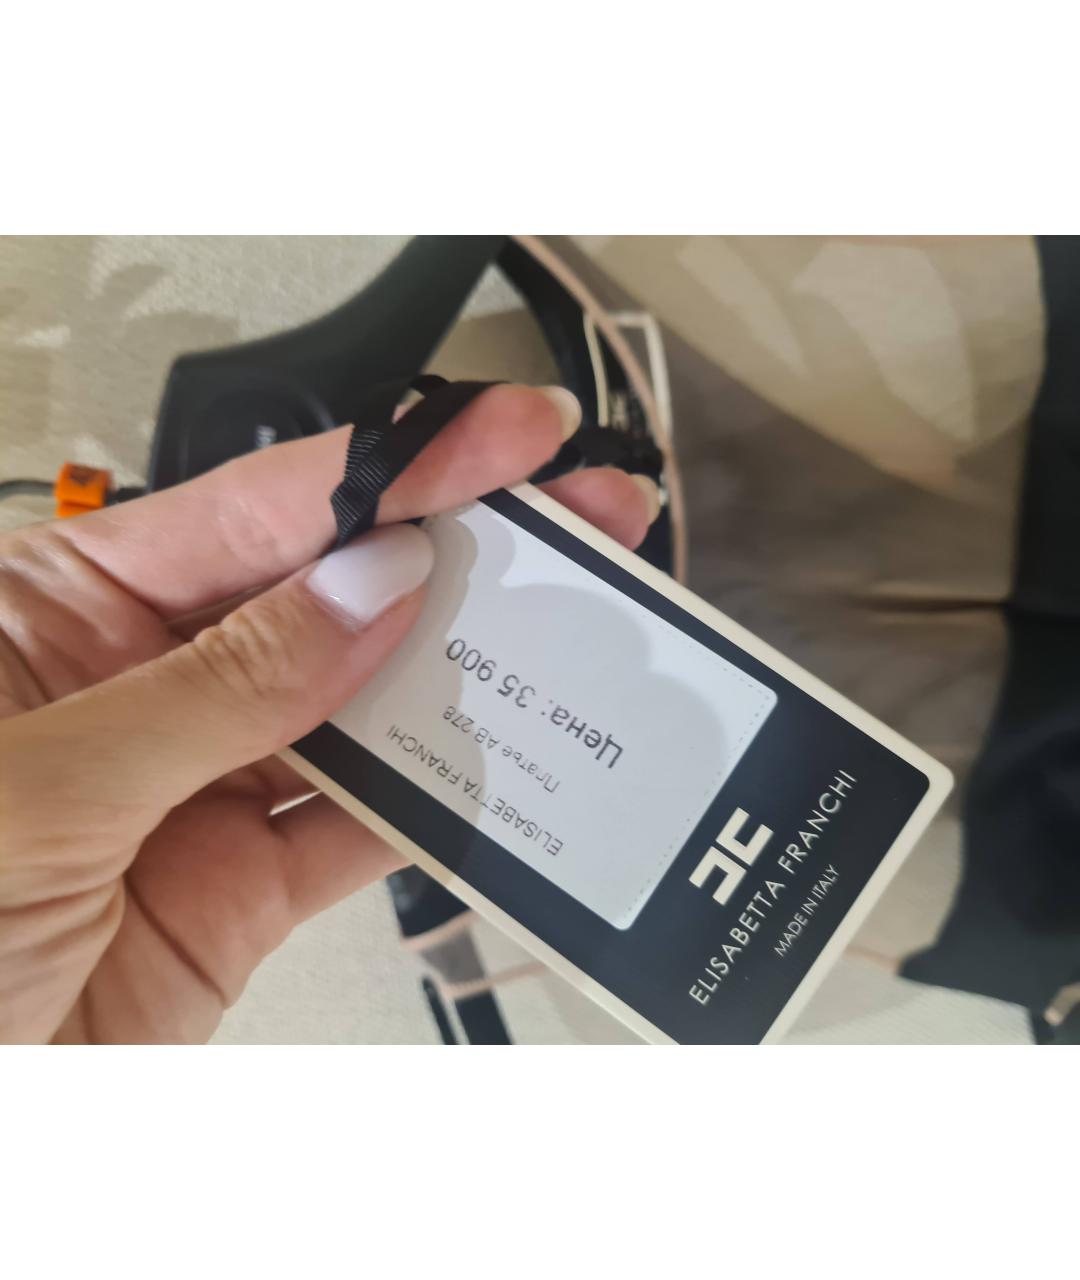 ELISABETTA FRANCHI
Платье AB 278
Цена: 35 900
ELISABETTA FRANCHI
MADE IN ITALY